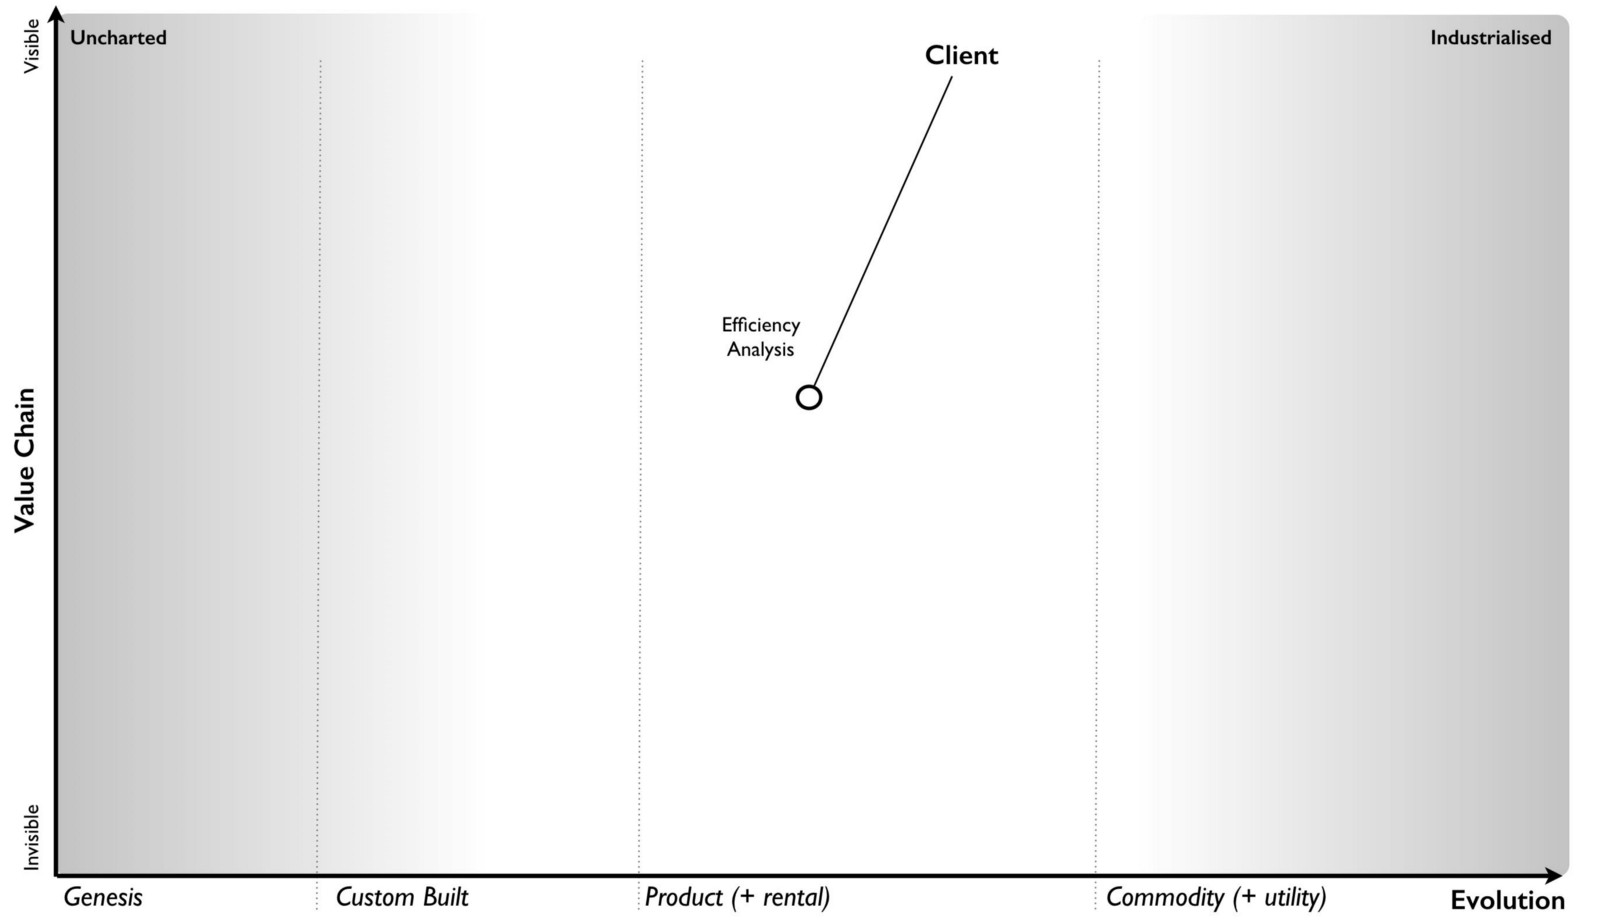 Visible
Uncharted
Client
Industrialised
Efficiency
Analysis
Value Chain
Invisible
Genesis
Custom Built
Product (+ rental)
Commodity (+ utility)
Evolution